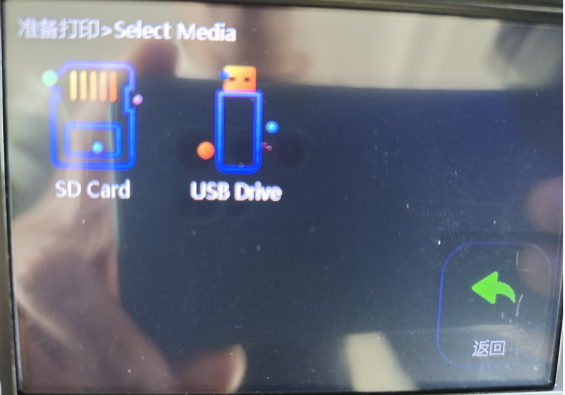 准备打印>Select Media
SD Card
USB Drive
返回